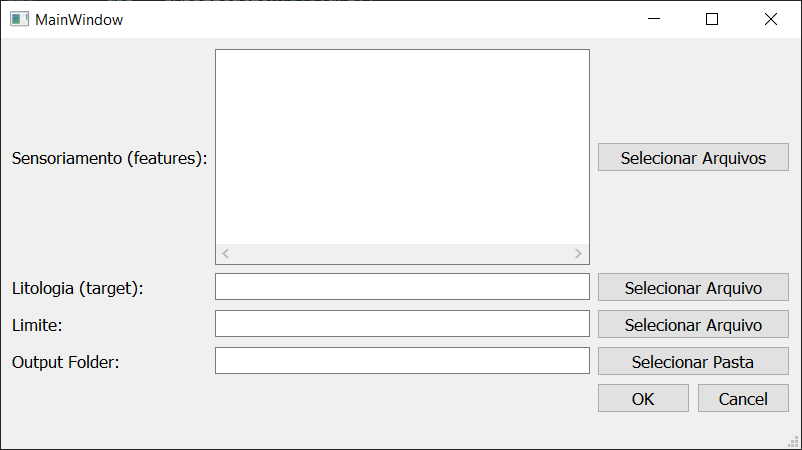 MainWindow
Sensoriamento (features):
Selecionar Arquivos
Litologia (target):
Selecionar Arquivo
Limite:
Selecionar Arquivo
Output Folder:
Selecionar Pasta
OK
Cancel